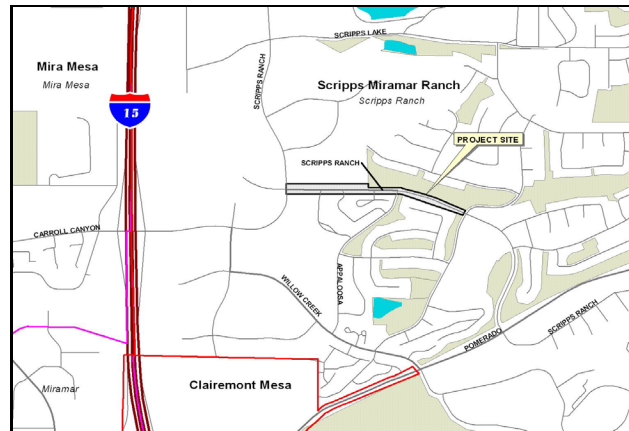 SCRIPPS LAKE
Mira Mesa
Mira Mesa
SCRIPPS RANCH
Scripps Miramar Ranch
Scripps Ranch
15
PROJECT SITE
SCRIPPS RANCH
CARROLL CANYON
APPALOOSA
WILLOW CREEK
SCRIPPS RANCH
POMERADO
Miramar
Clairemont Mesa